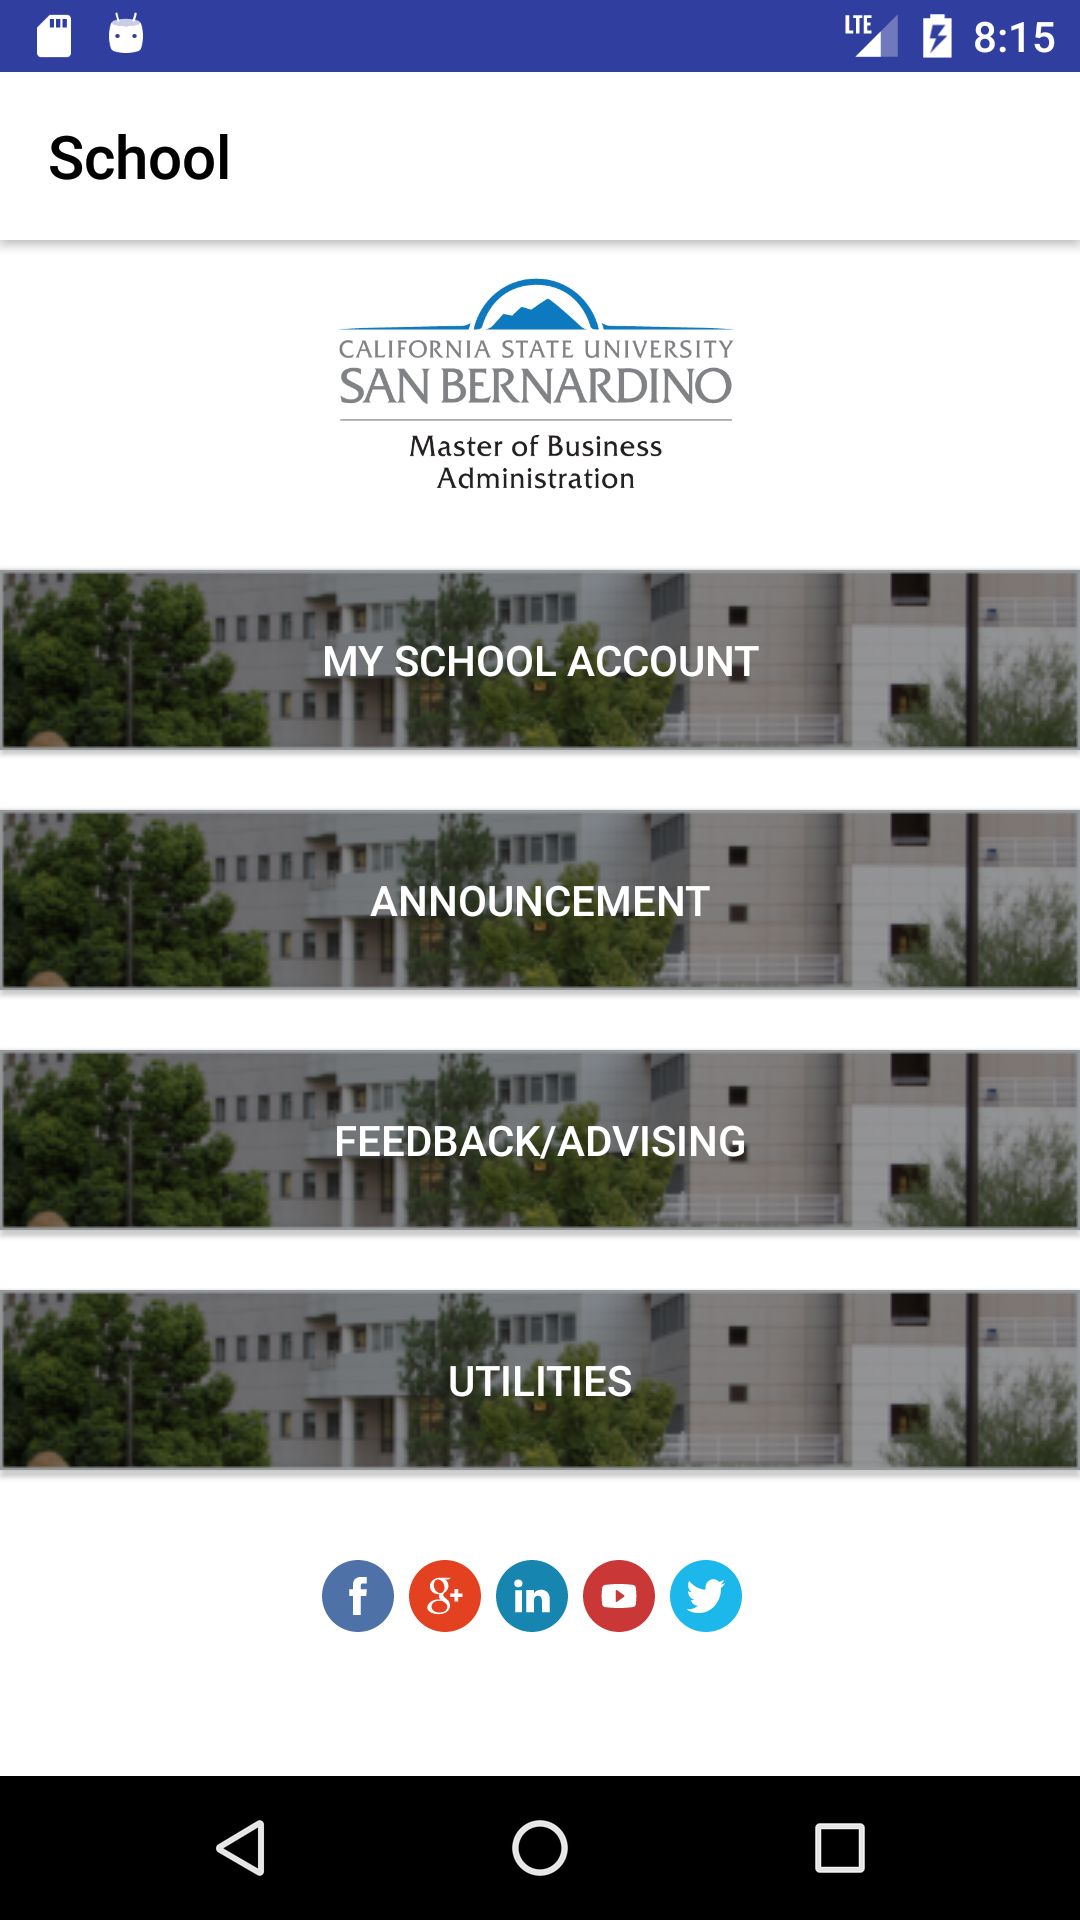 LTE 8:15
School
CALIFORNIA STATE UNIVERSITY
SAN BERNARDINO
Master of Business
Administration
MY SCHOOL ACCOUNT
ANNOUNCEMENT
FEEDBACK/ADVISING
UTILITIES
f g+ in